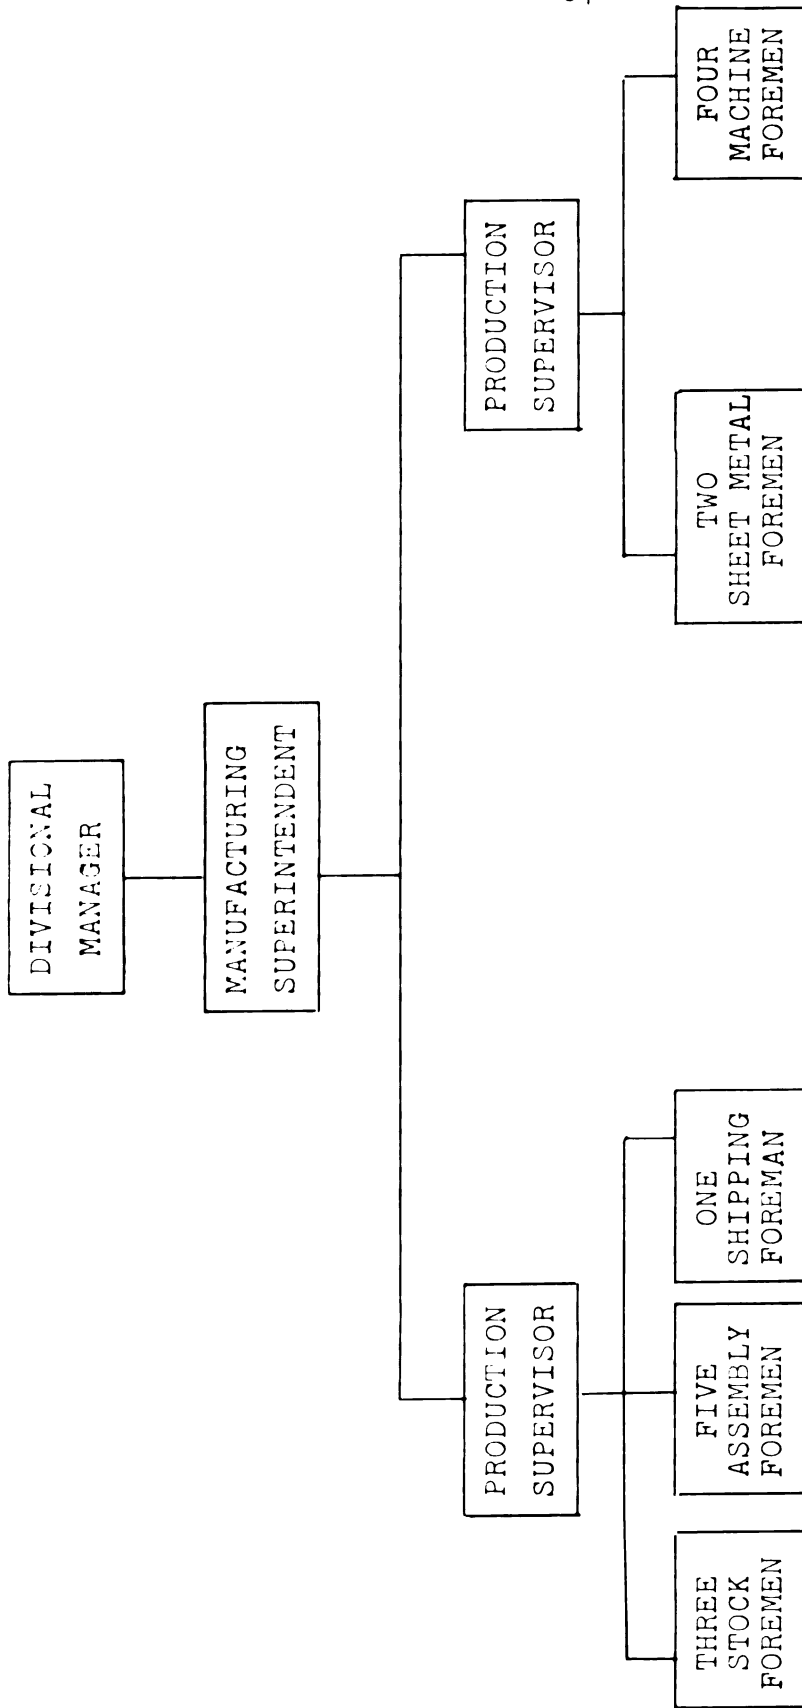 DIVISIONAL
MANAGER
MANUFACTURING
SUPERINTENDENT
PRODUCTION
SUPERVISOR
PRODUCTION
SUPERVISOR
THREE
STOCK
FOREMEN
FIVE
ASSEMBLY
FOREMEN
ONE
SHIPPING
FOREMAN
TWO
SHEET METAL
FOREMEN
FOUR
MACHINE
FOREMEN